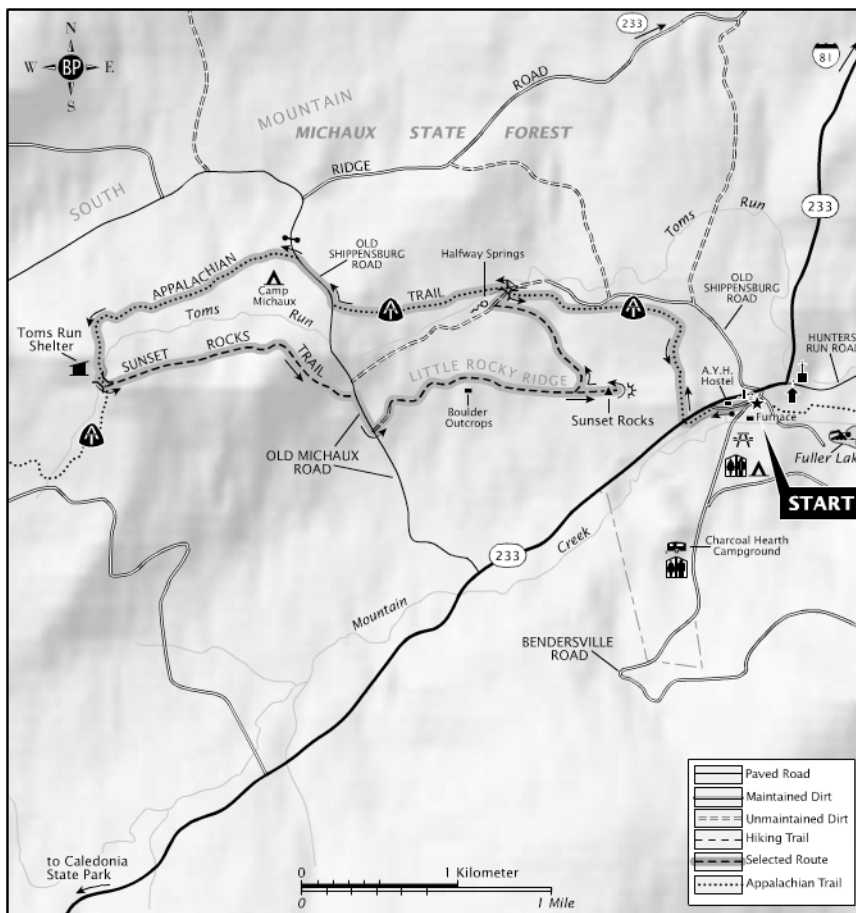 N
W
BP
E
S
233
81
ROAD
MOUNTAIN
MICHAUX STATE FOREST
RIDGE
SOUTH
233
Toms Run
OLD
SHIPPENSBURG
ROAD
Halfway Springs
APPALACHIAN
TRAIL
Camp
Michaux
OLD
SHIPPENSBURG
ROAD
Toms Run
Toms Run
Shelter
HUNTERS
RUN ROAD
SUNSET ROCKS TRAIL
LITTLE ROCKY RIDGE
A.Y.H.
Hostel
Furnace
Boulder
Outcrops
Sunset Rocks
OLD MICHAUX
ROAD
Fuller Lak
START
233
Creek
Charcoal Hearth
Campground
Mountain
BENDERSVILLE
ROAD
Paved Road
Maintained Dirt
Unmaintained Dirt
Hiking Trail
Selected Route
Appalachian Trail
to Caledonia
State Park
0 1 Kilometer
0 1 Mile